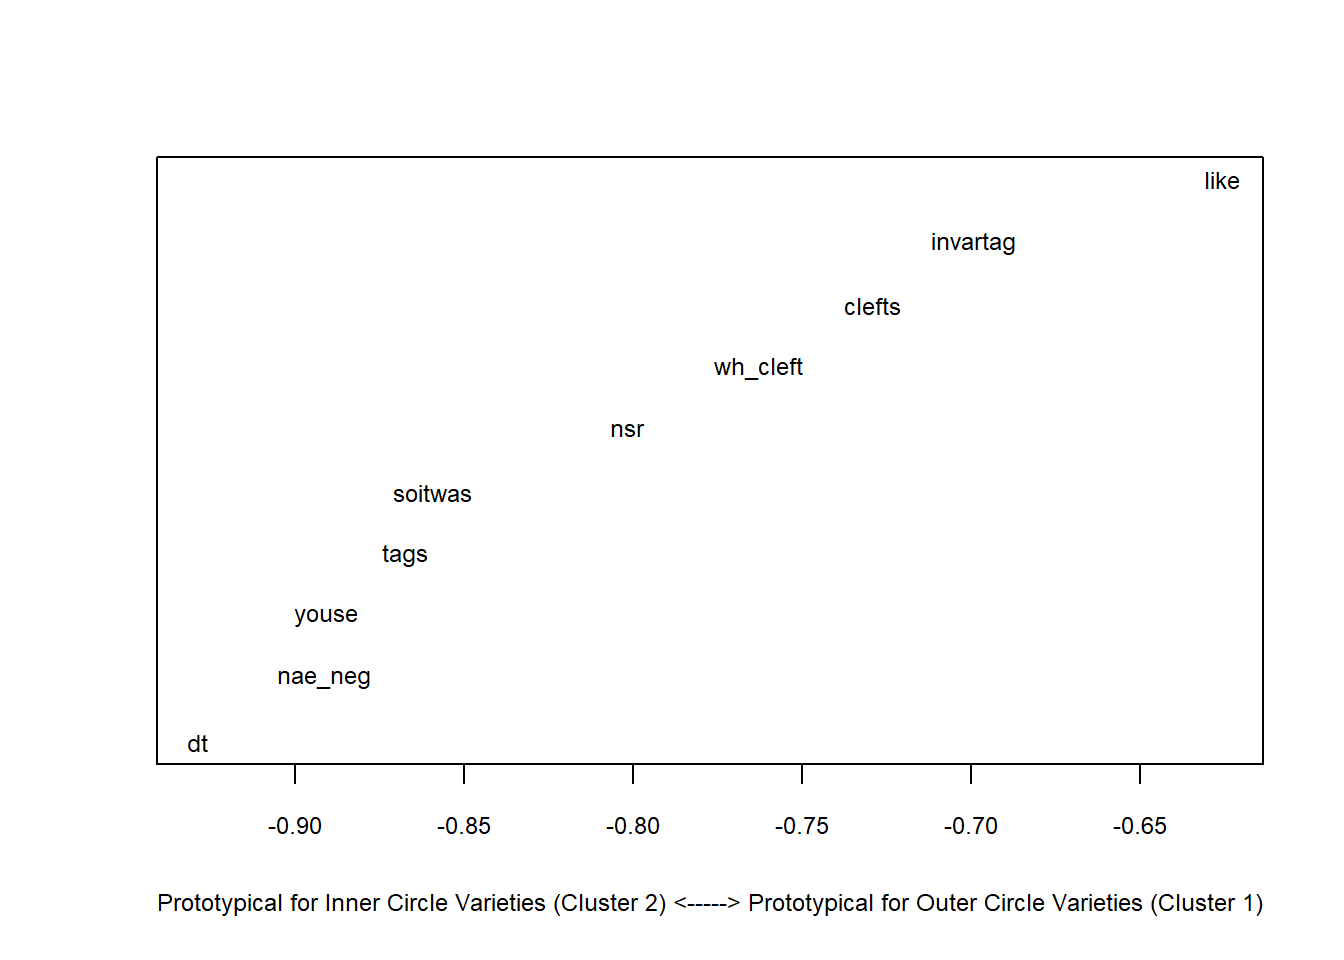 like
invartag
clefts
wh_cleft
nsr
soitwas
tags
youse
nae_neg
dt
-0.90 -0.85 -0.80 -0.75 -0.70 -0.65
Prototypical for Inner Circle Varieties (Cluster 2) <-----> Prototypical for Outer Circle Varieties (Cluster 1)